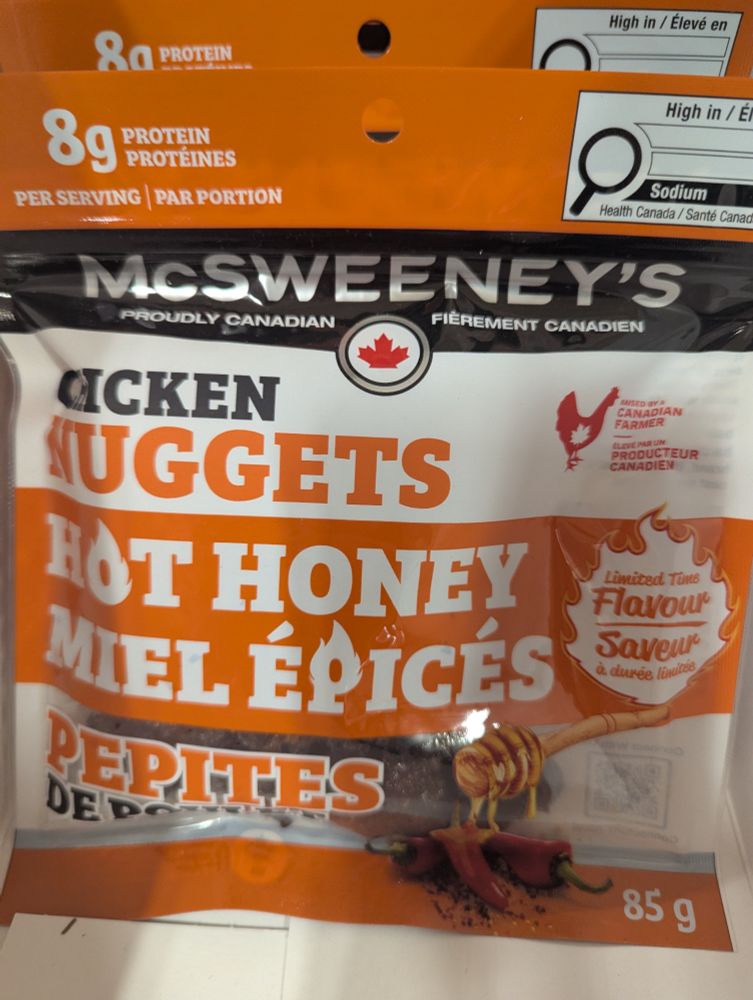 8g PROTEIN
High in / Élevé en
8g PROTEIN
PROTÉINES
PER SERVING | PAR PORTION
High in / Él
Sodium
Health Canada / Santé Canad
McSWEENEY'S
PROUDLY CANADIAN
FIÈREMENT CANADIEN
CHICKEN
NUGGETS
RAISED BY A
CANADIAN
FARMER
ÉLEVÉ PAR UN
PRODUCTEUR
CANADIEN
HOT HONEY
MIEL ÉPICÉS
Limited Time
Flavour
Saveur
à durée limitée
PEPITES
DE
85 g